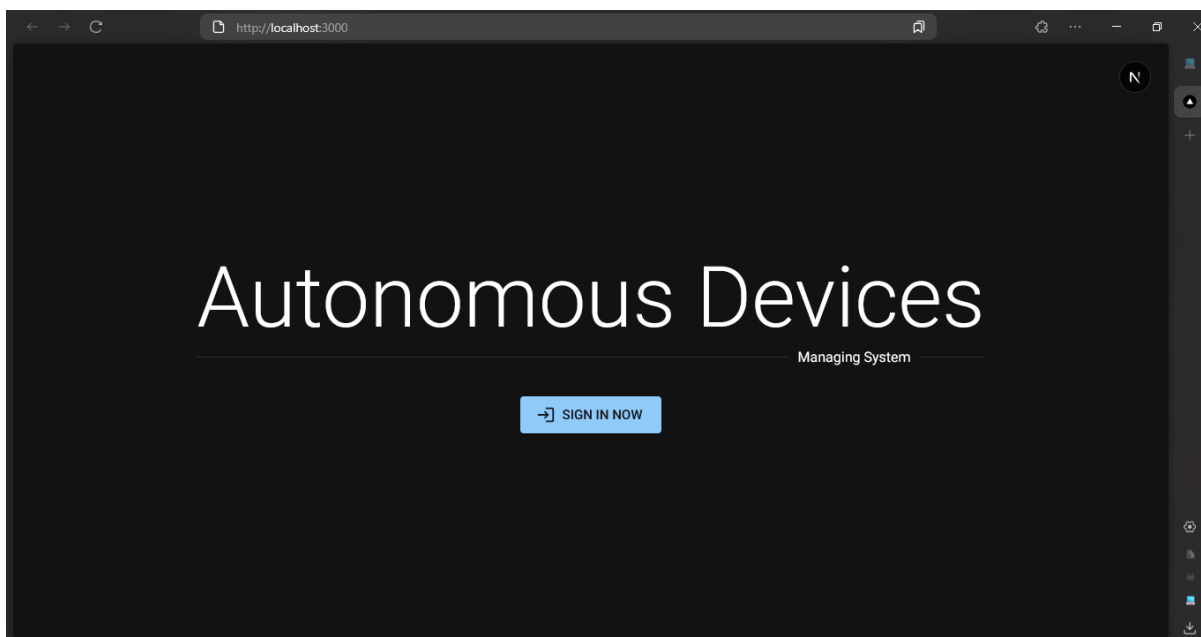 http://localhost:3000
N
Autonomous Devices
Managing System
SIGN IN NOW